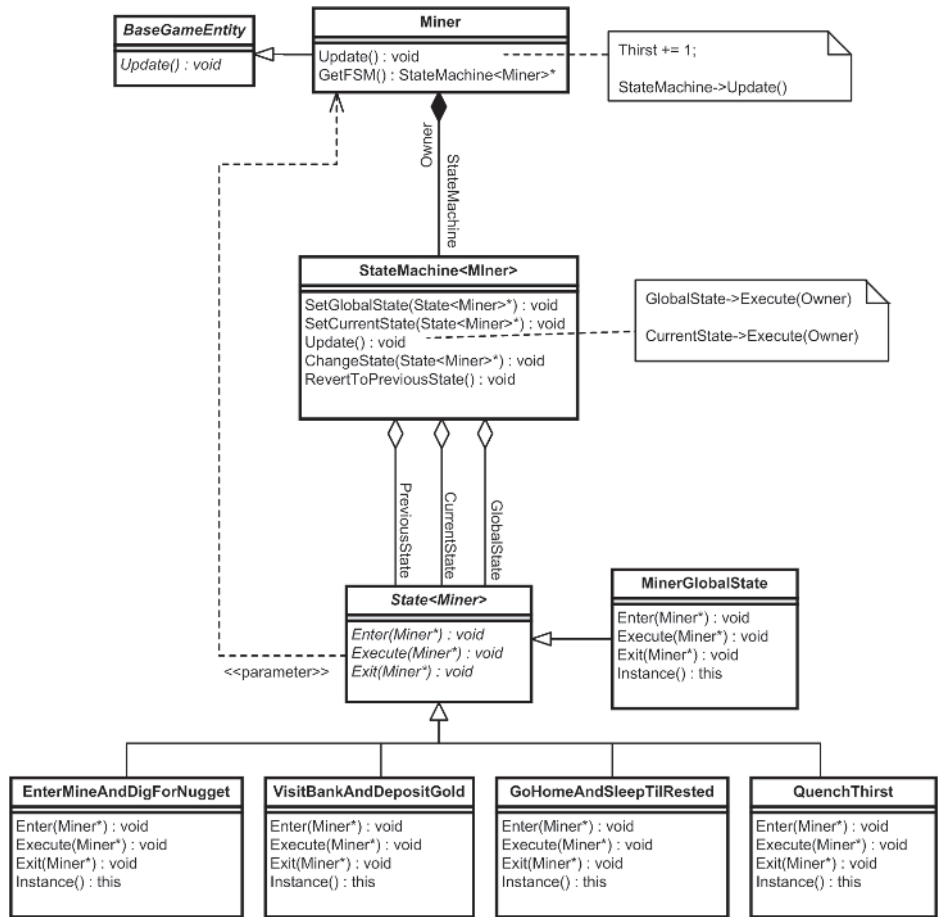 BaseGameEntity
Update() : void
Miner
Update() : void
GetFSM() : StateMachine<Miner>*
Thirst += 1;
StateMachine->Update()
Owner
StateMachine
StateMachine<MIner>
SetGlobalState(State<Miner>*) : void
SetCurrentState(State<Miner>*) : void
Update() : void
ChangeState(State<Miner>*) : void
RevertToPreviousState() : void
GlobalState->Execute(Owner)
CurrentState->Execute(Owner)
PreviousState
CurrentState
GlobalState
State<Miner>
Enter(Miner*) : void
Execute(Miner*) : void
Exit(Miner*) : void
<<parameter>>
MinerGlobalState
Enter(Miner*) : void
Execute(Miner*) : void
Exit(Miner*) : void
Instance() : this
EnterMineAndDigForNugget
Enter(Miner*) : void
Execute(Miner*) : void
Exit(Miner*) : void
Instance() : this
VisitBankAndDepositGold
Enter(Miner*) : void
Execute(Miner*) : void
Exit(Miner*) : void
Instance() : this
GoHomeAndSleepTilRested
Enter(Miner*) : void
Execute(Miner*) : void
Exit(Miner*) : void
Instance() : this
QuenchThirst
Enter(Miner*) : void
Execute(Miner*) : void
Exit(Miner*) : void
Instance() : this